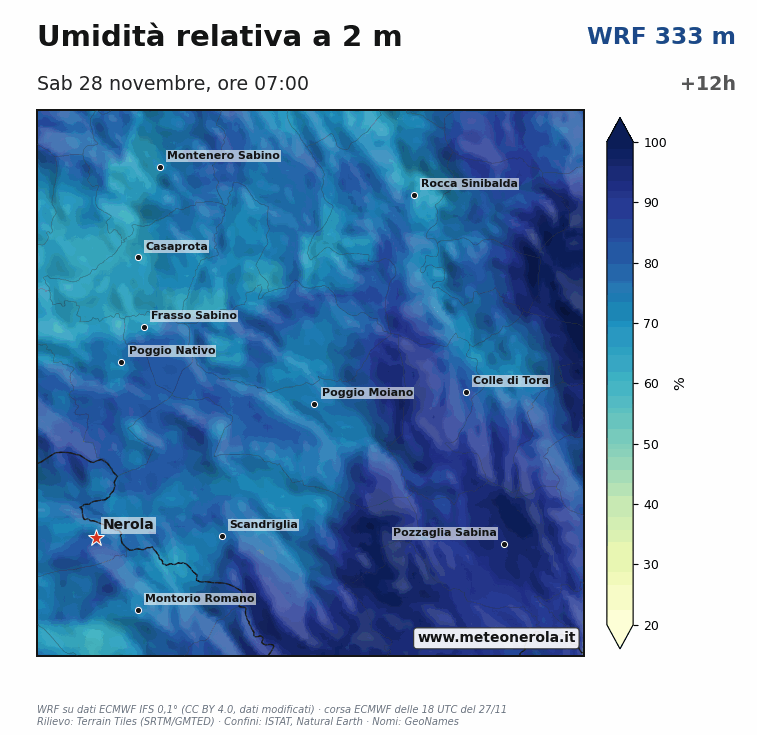 Umidità relativa a 2 m
WRF 333 m
Sab 28 novembre, ore 07:00
+12h
Montenero Sabino
Rocca Sinibalda
Casaprota
Frasso Sabino
Poggio Nativo
Colle di Tora
Poggio Moiano
Nerola
Scandriglia
Pozzaglia Sabina
Montorio Romano
www.meteonerola.it
100
90
80
70
60
50
40
30
20
%
WRF su dati ECMWF IFS 0,1° (CC BY 4.0, dati modificati) · corsa ECMWF delle 18 UTC del 27/11
Rilievo: Terrain Tiles (SRTM/GMTED) · Confini: ISTAT, Natural Earth · Nomi: GeoNames